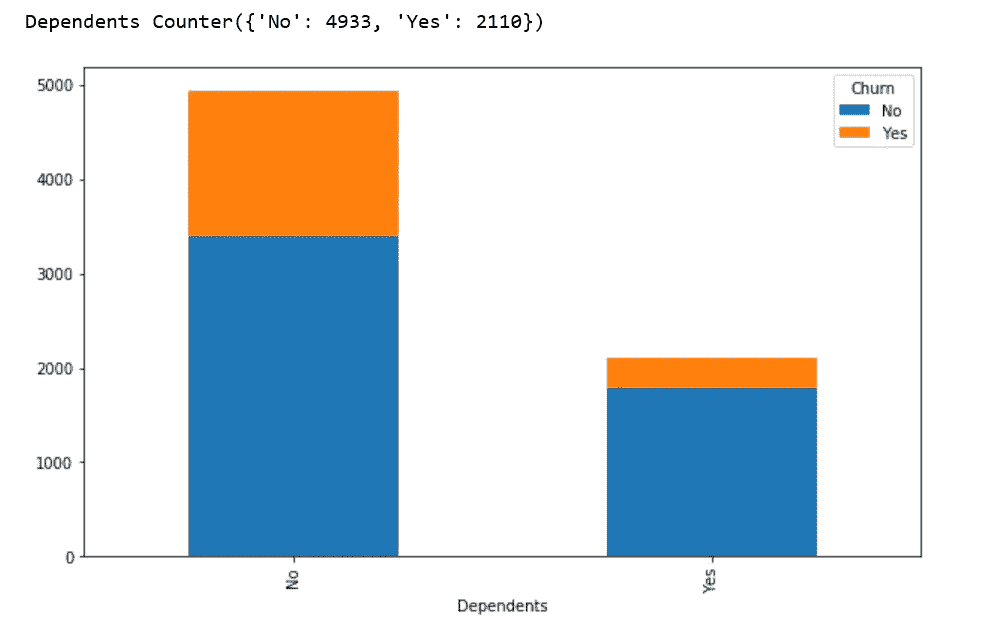 Dependents Counter({'No': 4933, 'Yes': 2110})
Churn
No
Yes
5000
4000
3000
2000
1000
0
No
Yes
Dependents